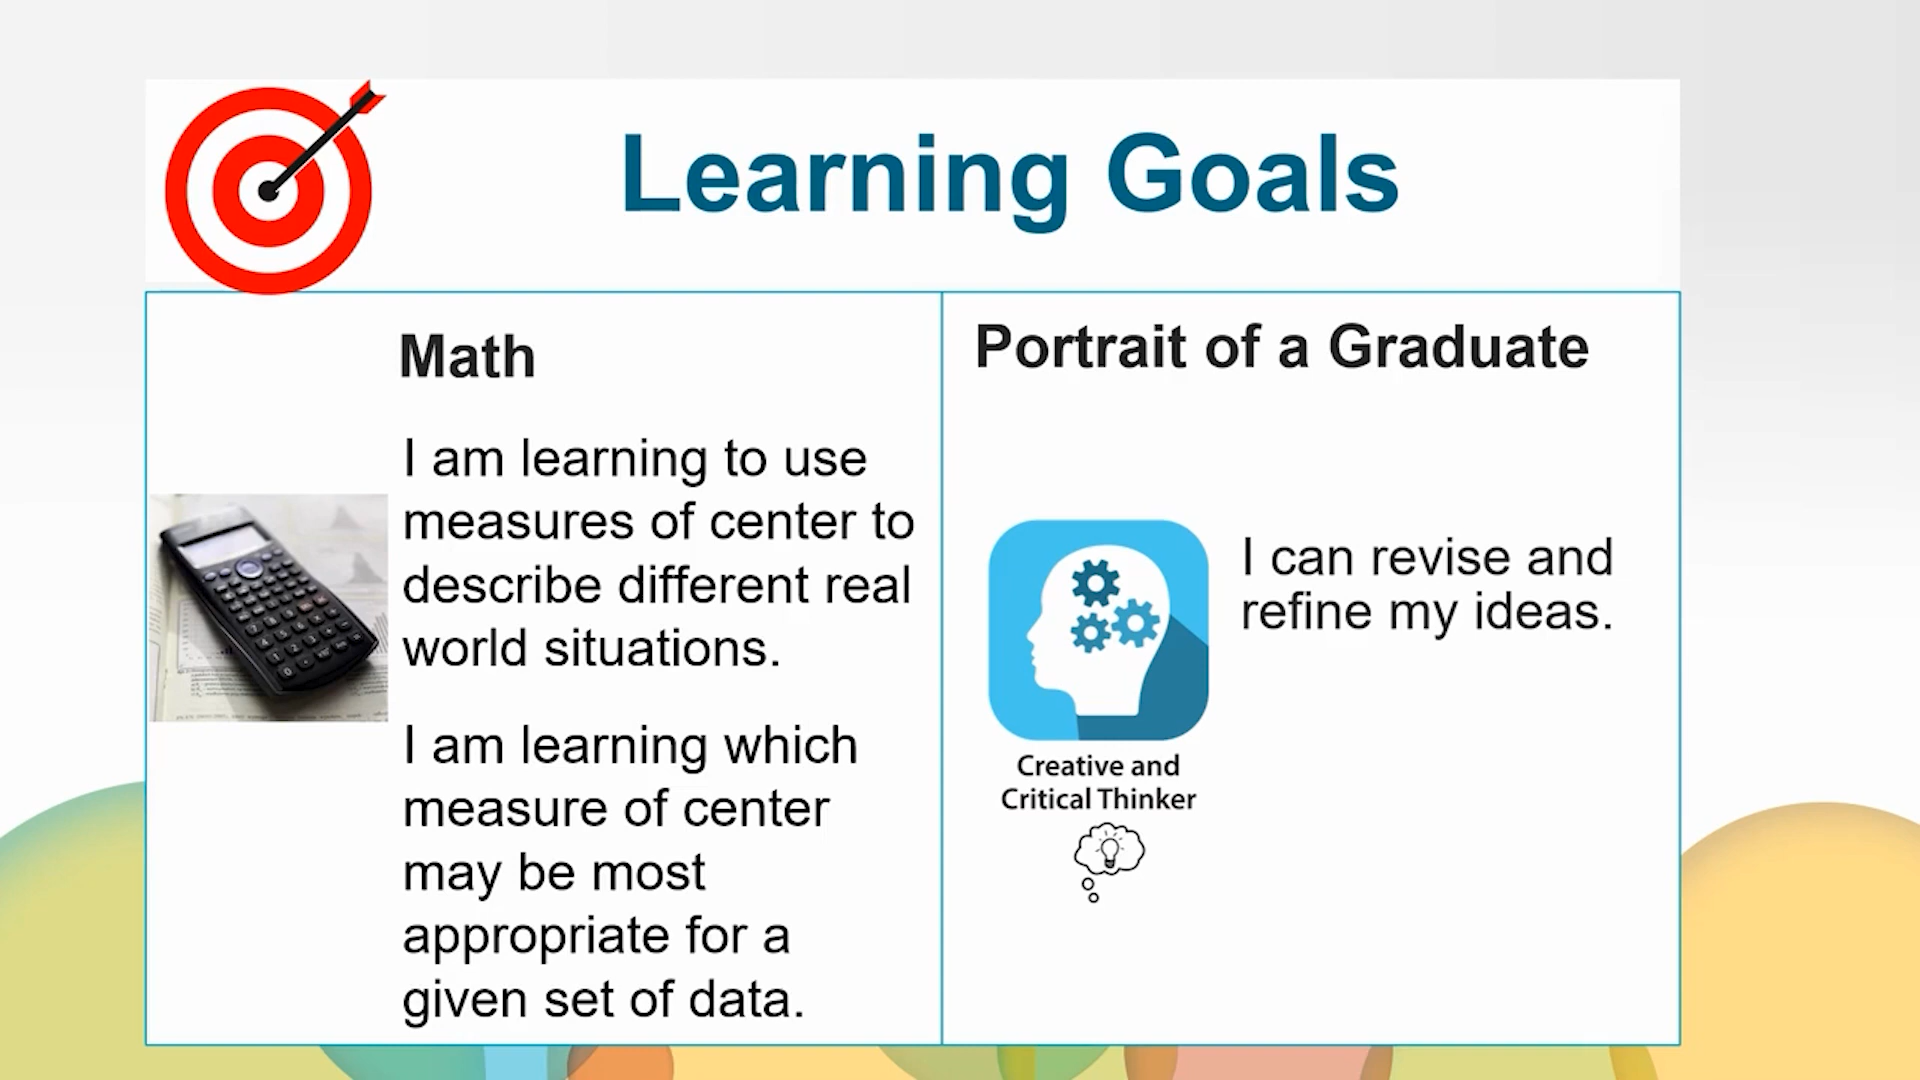 Learning Goals
Math
I am learning to use
measures of center to
describe different real
world situations.
I am learning which
measure of center
may be most
appropriate for a
given set of data.
Portrait of a Graduate
I can revise and
refine my ideas.
Creative and
Critical Thinker